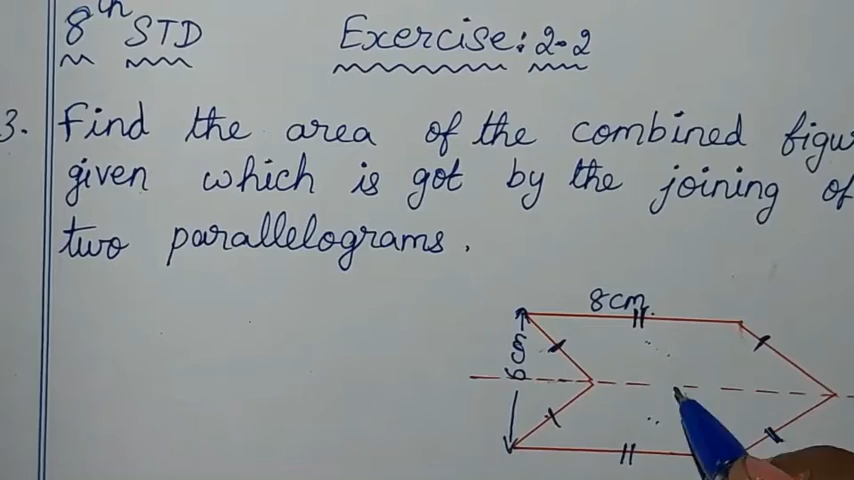 8th STD Exercise: 2.2
3. Find the area of the combined figu
given which is got by the joining of
two parallelograms.
8cm.
6cm